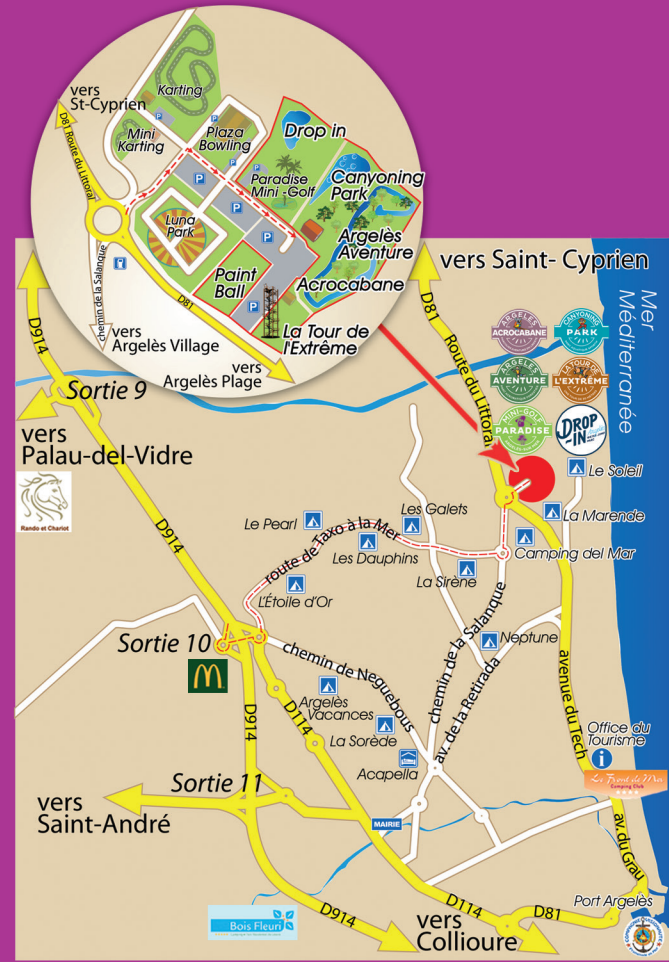 vers
St-Cyprien
Karting
D81 Route du Littoral
Mini
Karting
Plaza
Bowling
Drop in
Paradise
Mini -Golf
Canyoning
Park
Luna
Park
Argelès
Aventure
Paint
Ball
Acrocabane
La Tour de
l'Extrême
chemin de la Salanque
D81
vers
Argelès Village
vers
Argelès Plage
P
P
P
P
P
P
P
vers Saint- Cyprien
D81
Route du Littoral
Mer
Méditerranée
ARGELÈS
ACROCABANE
CANYONING
PARK
ARGELÈS
AVENTURE
LA TOUR DE
L'EXTRÊME
MINI-GOLF
PARADISE
DROP
IN
D914
Sortie 9
vers
Palau-del-Vidre
Rando et Chariot
D914
Le Soleil
La Marende
Camping del Mar
Les Galets
Le Pearl
route de Taxo à la Mer
Les Dauphins
La Sirène
L'Étoile d'Or
Sortie 10
M
chemin de Neguebous
chemin de la Salanque
av. de la Retirada
Neptune
avenue du Tech
Argelès
Vacances
La Sorède
Acapella
D914
D114
Office du
Tourisme
i
Le Front de Mer
Camping Club
Sortie 11
vers
Saint-André
MAIRIE
av. du Grau
Port Argelès
Bois Fleuri
D914
vers
Collioure
D114
D81